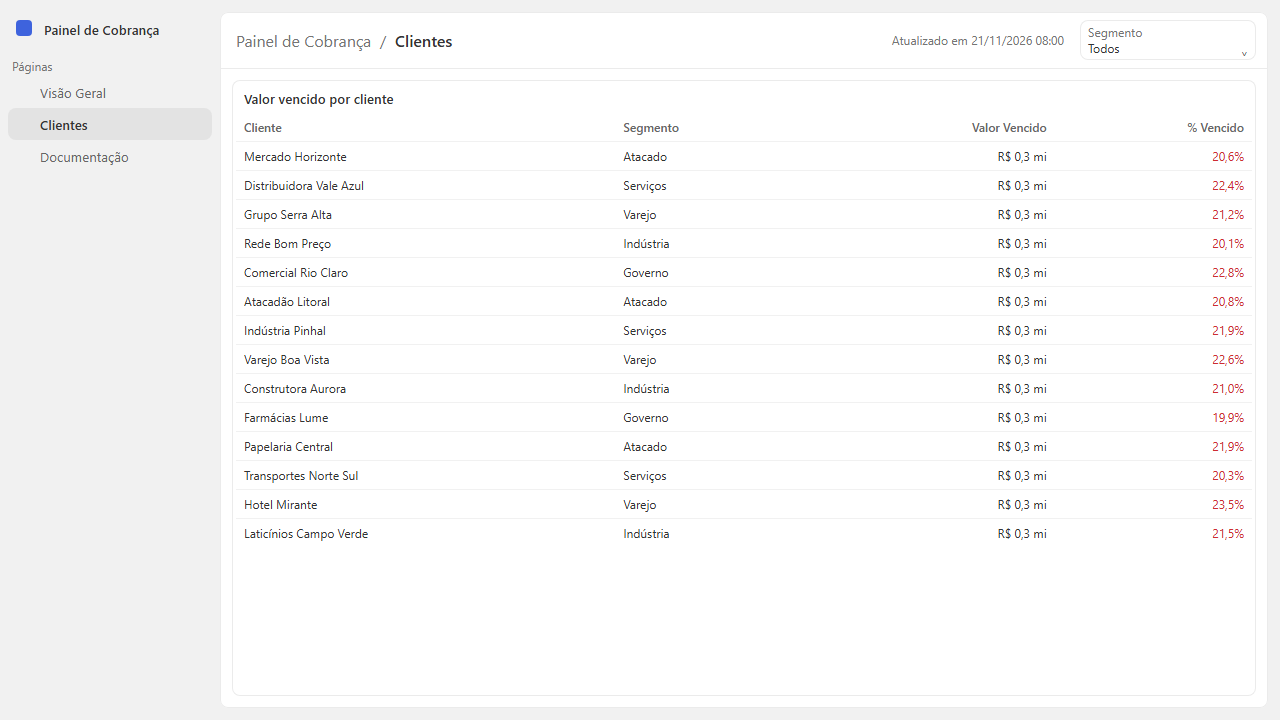 Painel de Cobrança
Páginas
Visão Geral
Clientes
Documentação
Painel de Cobrança / Clientes
Atualizado em 21/11/2026 08:00
Segmento
Todos
Valor vencido por cliente
Cliente Segmento Valor Vencido % Vencido
Mercado Horizonte Atacado R$ 0,3 mi 20,6%
Distribuidora Vale Azul Serviços R$ 0,3 mi 22,4%
Grupo Serra Alta Varejo R$ 0,3 mi 21,2%
Rede Bom Preço Indústria R$ 0,3 mi 20,1%
Comercial Rio Claro Governo R$ 0,3 mi 22,8%
Atacadão Litoral Atacado R$ 0,3 mi 20,8%
Indústria Pinhal Serviços R$ 0,3 mi 21,9%
Varejo Boa Vista Varejo R$ 0,3 mi 22,6%
Construtora Aurora Indústria R$ 0,3 mi 21,0%
Farmácias Lume Governo R$ 0,3 mi 19,9%
Papelaria Central Atacado R$ 0,3 mi 21,9%
Transportes Norte Sul Serviços R$ 0,3 mi 20,3%
Hotel Mirante Varejo R$ 0,3 mi 23,5%
Laticínios Campo Verde Indústria R$ 0,3 mi 21,5%